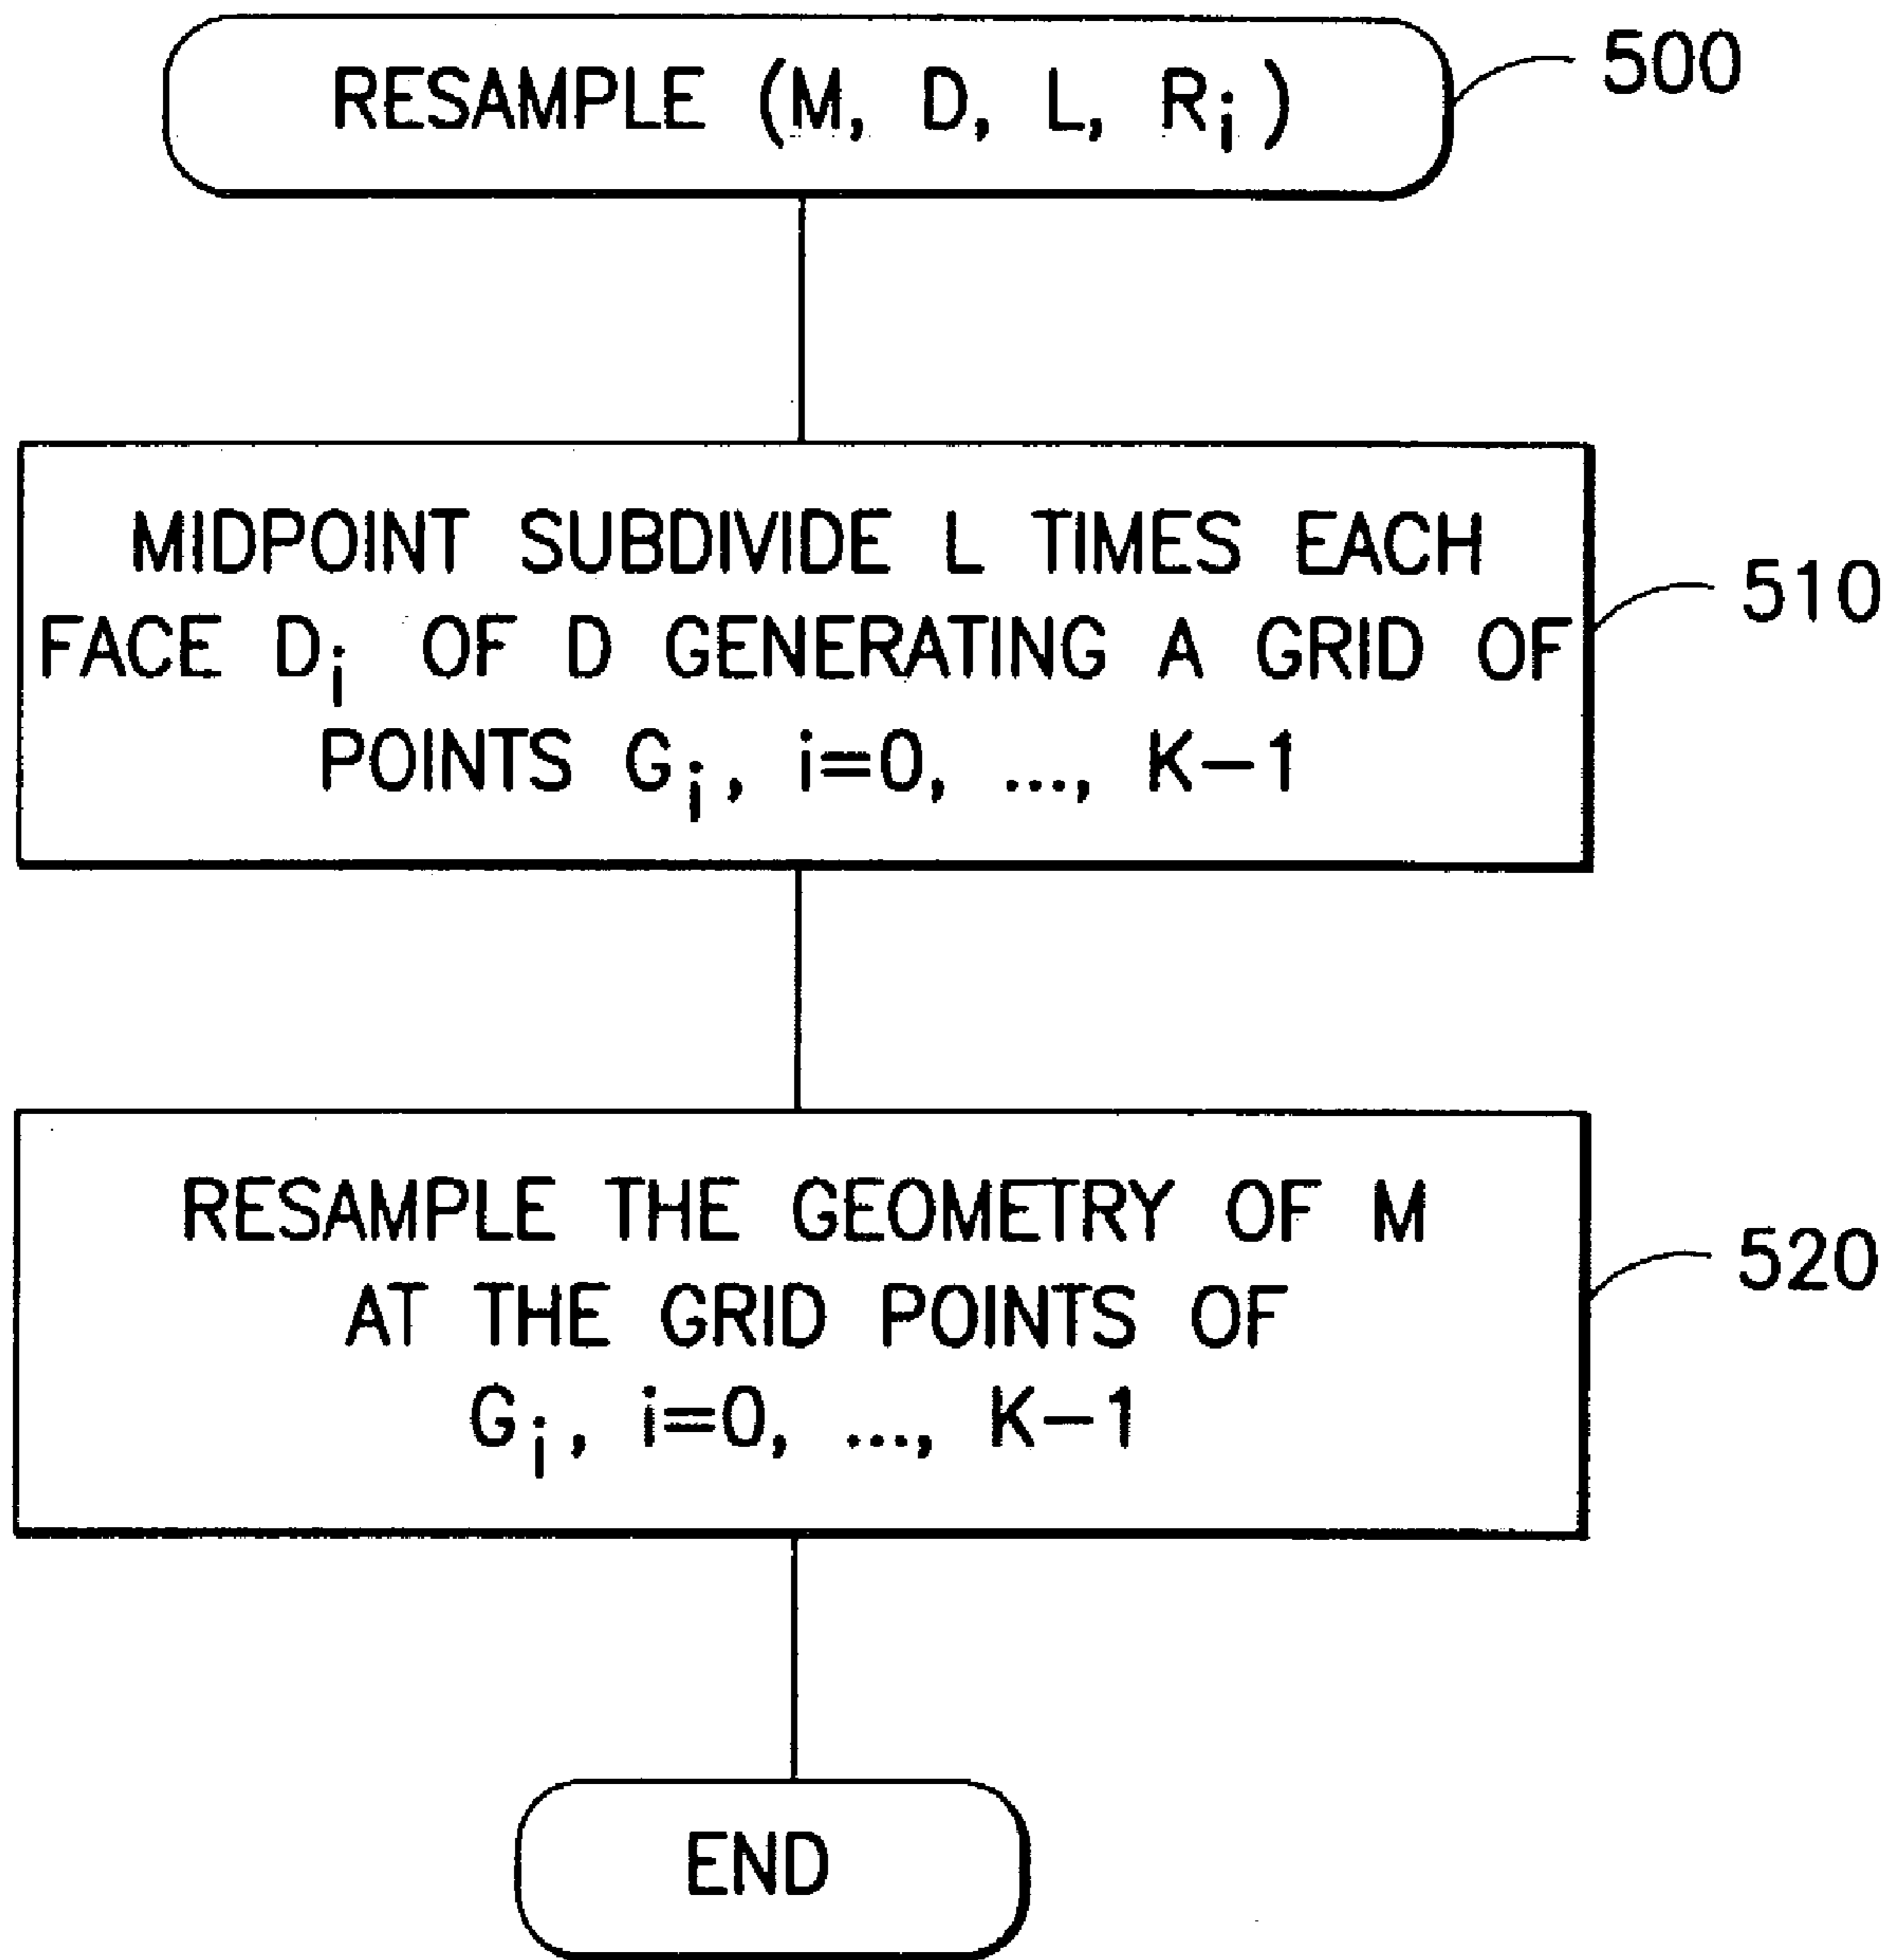 RESAMPLE (M, D, L, Ri)
500
MIDPOINT SUBDIVIDE L TIMES EACH
FACE Di OF D GENERATING A GRID OF
POINTS Gi, i=0, ..., K-1
510
RESAMPLE THE GEOMETRY OF M
AT THE GRID POINTS OF
Gi, i=0, ..., K-1
520
END